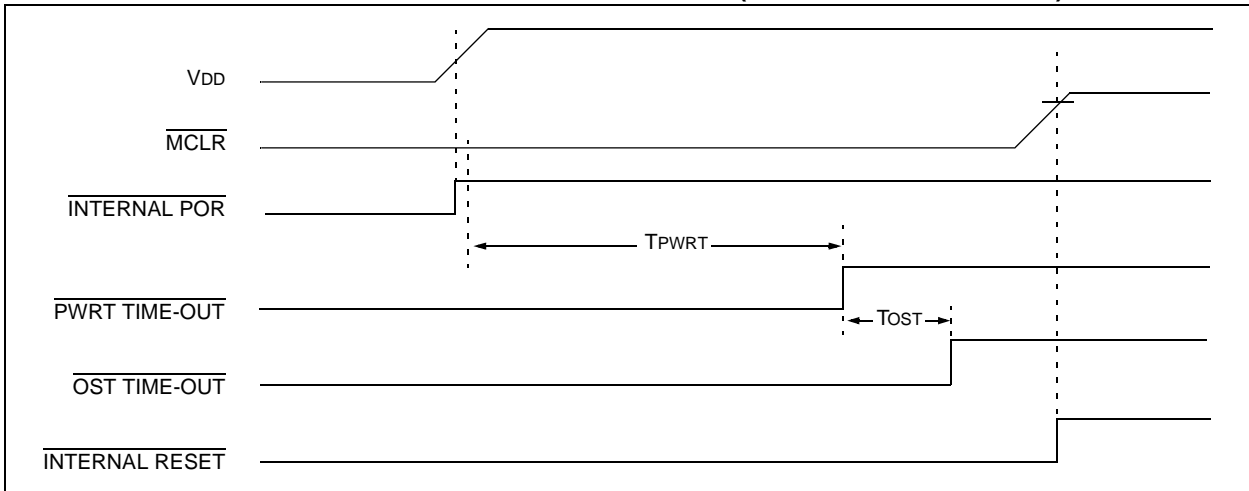 VDD
MCLR
INTERNAL POR
TPWRT
PWRT TIME-OUT
TOST
OST TIME-OUT
INTERNAL RESET